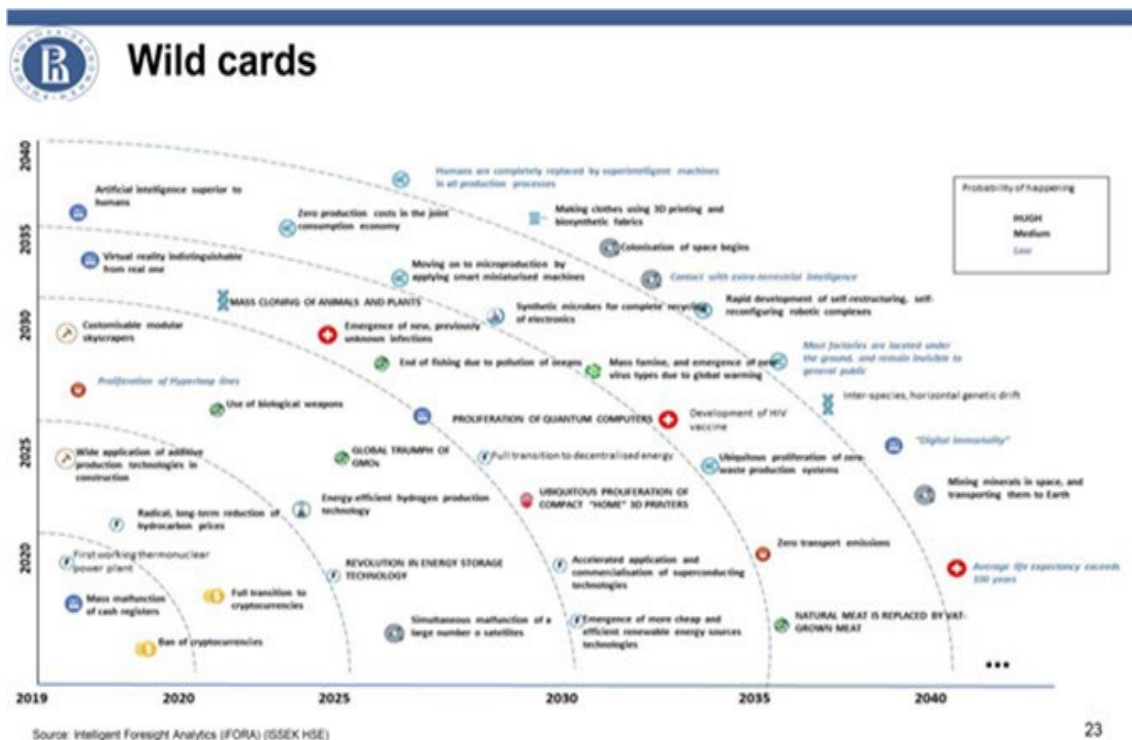 Wild cards
2040
2035
2030
2025
2020
Humans are completely replaced by superintelligent machines
in all production processes
Artificial intelligence superior to
humans
Zero production costs in the joint
consumption economy
Making clothes using 3D printing and
biosynthetic fabrics
Colonisation of space begins
Probability of happening
HUGH
Medium
Low
Virtual reality indistinguishable
from real one
Moving on to microproduction by
applying smart miniaturised machines
Contact with extra-terrestrial intelligence
MASS CLONING OF ANIMALS AND PLANTS
Synthetic microbes for complete recycling
of electronics
Rapid development of self-restructuring, self-
reconfiguring robotic complexes
Customisable modular
skyscrapers
Emergence of new, previously
unknown infections
Most factories are located under
the ground, and remain invisible to
general public
End of fishing due to pollution of oceans
Mass famine, and emergence of new
virus types due to global warming
Proliferation of Hyperloop lines
Use of biological weapons
Inter-species, horizontal genetic drift
PROLIFERATION OF QUANTUM COMPUTERS
Development of HIV
vaccine
"Digital immortality"
Wide application of additive
production technologies in
construction
GLOBAL TRIUMPH OF
GMOs
Full transition to decentralised energy
Ubiquitous proliferation of zero-
waste production systems
Mining minerals in space, and
transporting them to Earth
Energy-efficient hydrogen production
technology
UBIQUITOUS PROLIFERATION OF
COMPACT "HOME" 3D PRINTERS
Radical, long-term reduction of
hydrocarbon prices
Zero transport emissions
First working thermonuclear
power plant
REVOLUTION IN ENERGY STORAGE
TECHNOLOGY
Accelerated application and
commercialisation of superconducting
technologies
Average life expectancy exceeds
100 years
Mass malfunction
of cash registers
Full transition to
cryptocurrencies
Simultaneous malfunction of a
large number o satellites
Emergence of more cheap and
efficient renewable energy sources
technologies
NATURAL MEAT IS REPLACED BY VAT-
GROWN MEAT
Ban of cryptocurrencies
...
2019
2020
2025
2030
2035
2040
Source: Intelligent Foresight Analytics (iFORA) (ISSEK HSE)
23